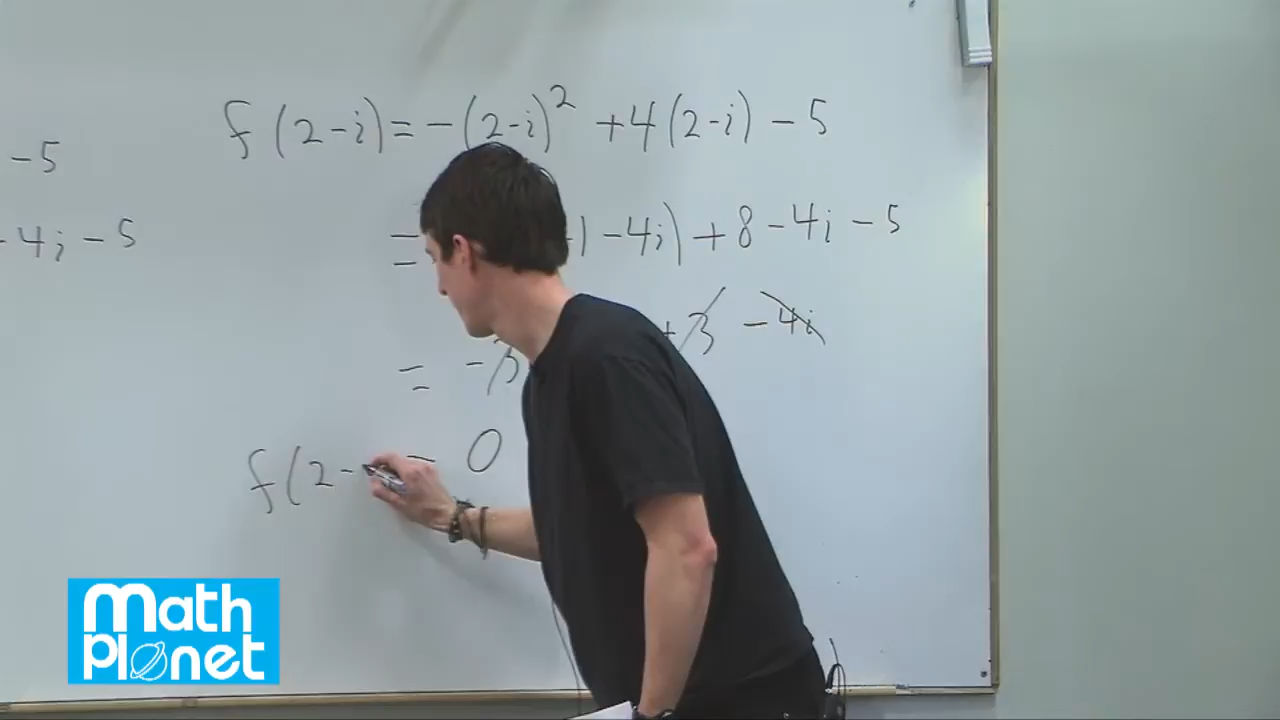 - 5
- 4i - 5
f(2-i) = -(2-i)² + 4(2-i) - 5
= -1 - 4i) + 8 - 4i - 5
+ 3 - 4i
= -3
f(2- = 0
Math
Planet